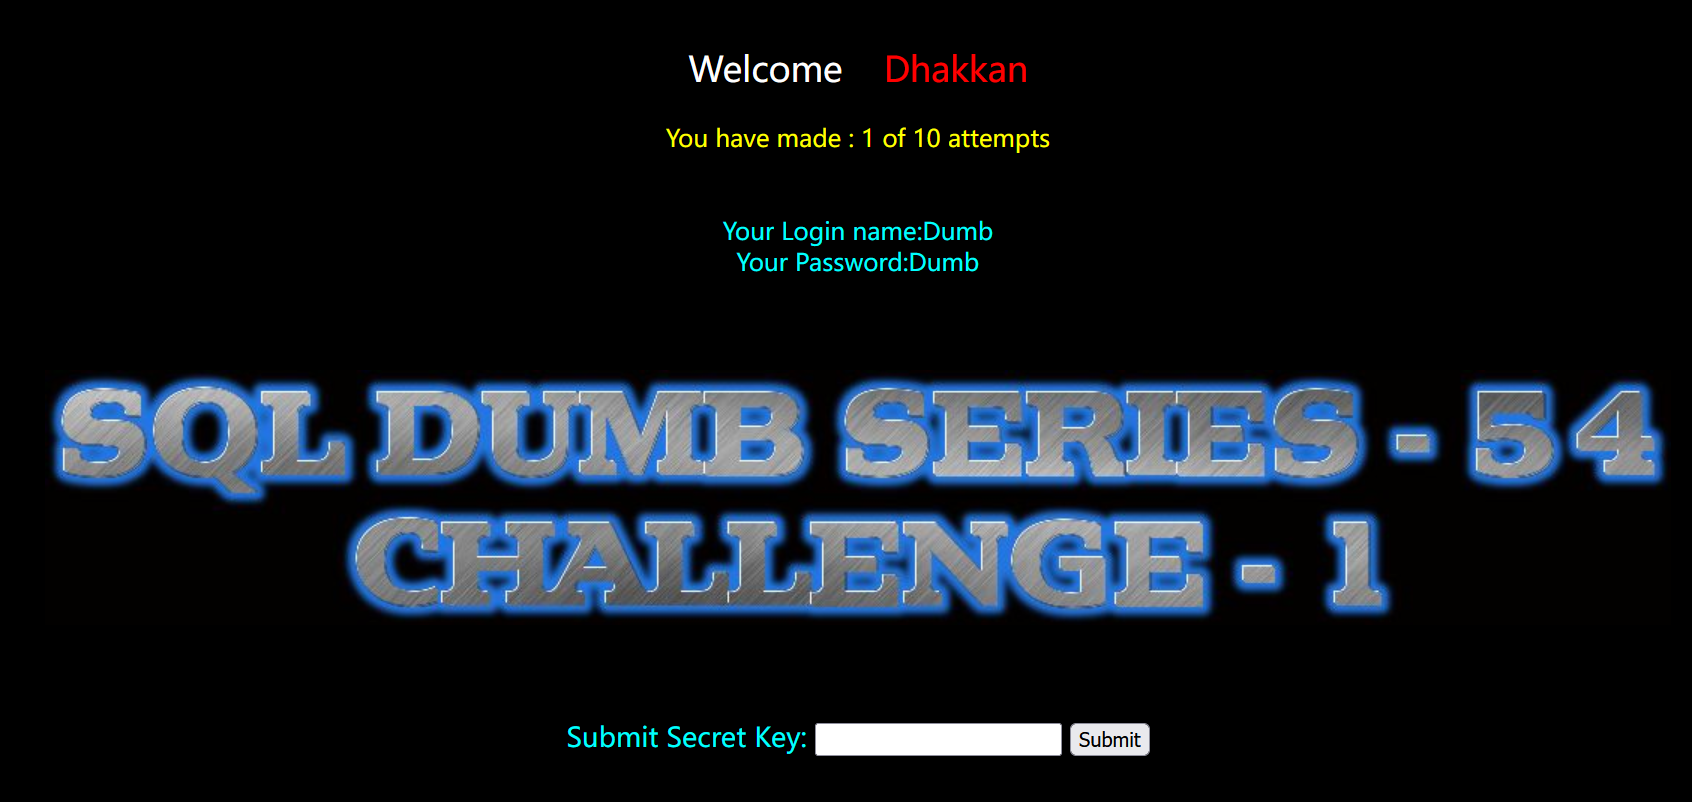 Welcome Dhakkan
You have made : 1 of 10 attempts
Your Login name:Dumb
Your Password:Dumb
SQL DUMB SERIES - 54
CHALLENGE - 1
Submit Secret Key: Submit